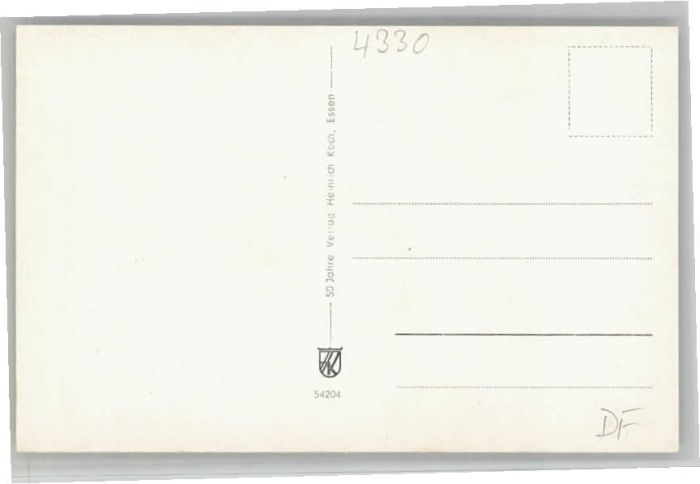 4330
50 Jahre Verlag Heinrich Koch, Essen
54204
DF